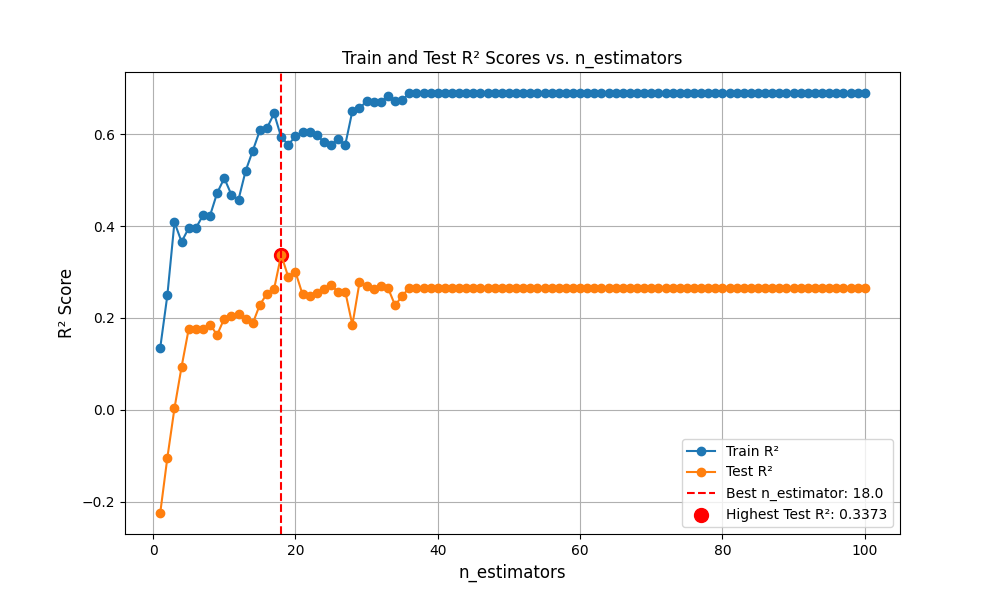 Train and Test R² Scores vs. n_estimators
R² Score
0.6
0.4
0.2
0.0
−0.2
0
20
40
60
80
100
n_estimators
Train R²
Test R²
Best n_estimator: 18.0
Highest Test R²: 0.3373